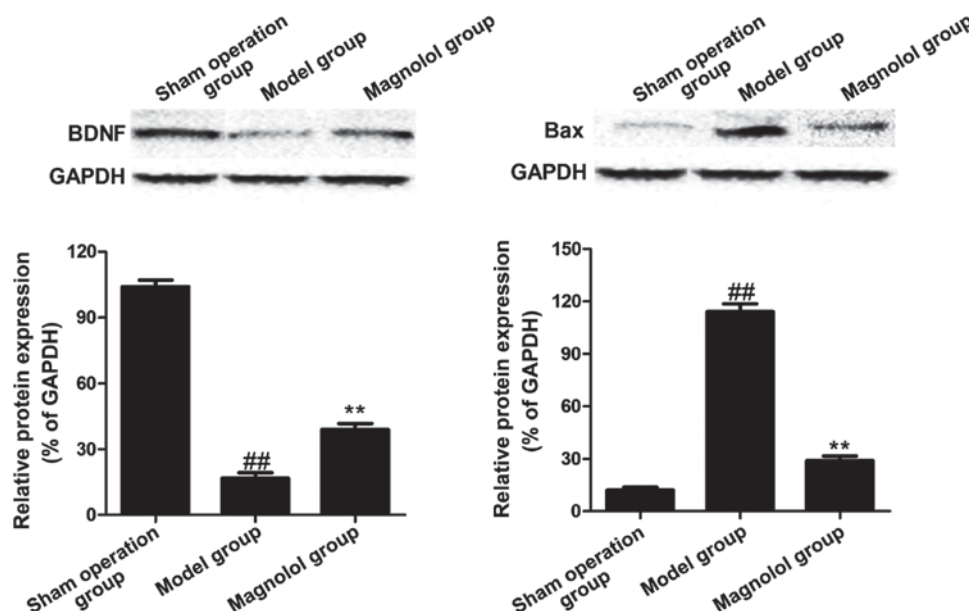 Sham operation
group
Model group
Magnolol group
BDNF
GAPDH
120
90
60
30
0
Relative protein expression
(% of GAPDH)
##
**
Sham operation
group
Model group
Magnolol group
Sham operation
group
Model group
Magnolol group
Bax
GAPDH
150
120
90
60
30
0
Relative protein expression
(% of GAPDH)
##
**
Sham operation
group
Model group
Magnolol group